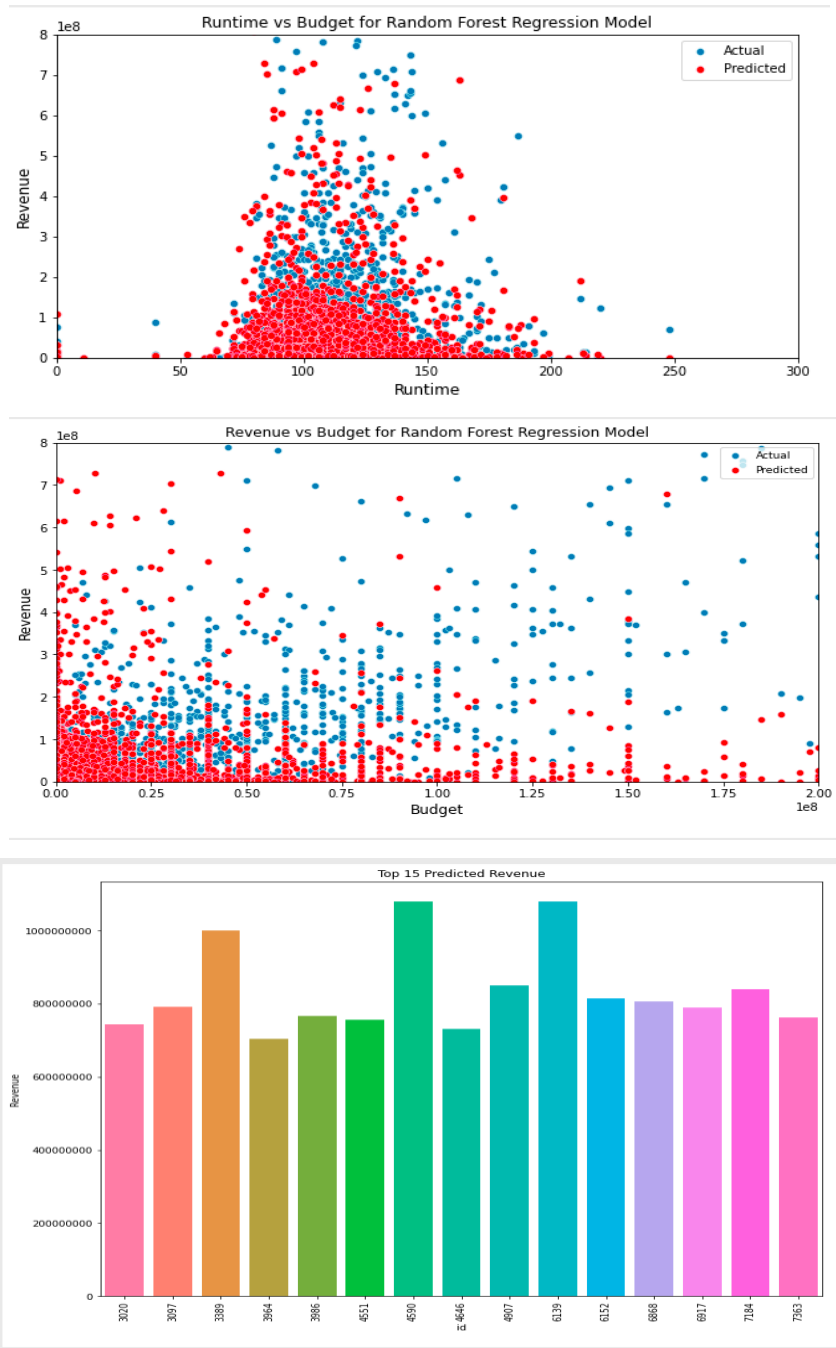 Runtime vs Budget for Random Forest Regression Model
1e8
8
7
6
5
4
3
2
1
0
Revenue
Actual
Predicted
0 50 100 150 200 250 300
Runtime
Revenue vs Budget for Random Forest Regression Model
1e8
8
7
6
5
4
3
2
1
0
Revenue
Actual
Predicted
0.00 0.25 0.50 0.75 1.00 1.25 1.50 1.75 2.00
1e8
Budget
Top 15 Predicted Revenue
1000000000
800000000
600000000
400000000
200000000
0
Revenue
3020 3097 3389 3964 3986 4551 4590 4646 4907 6139 6152 6868 6917 7184 7363
id